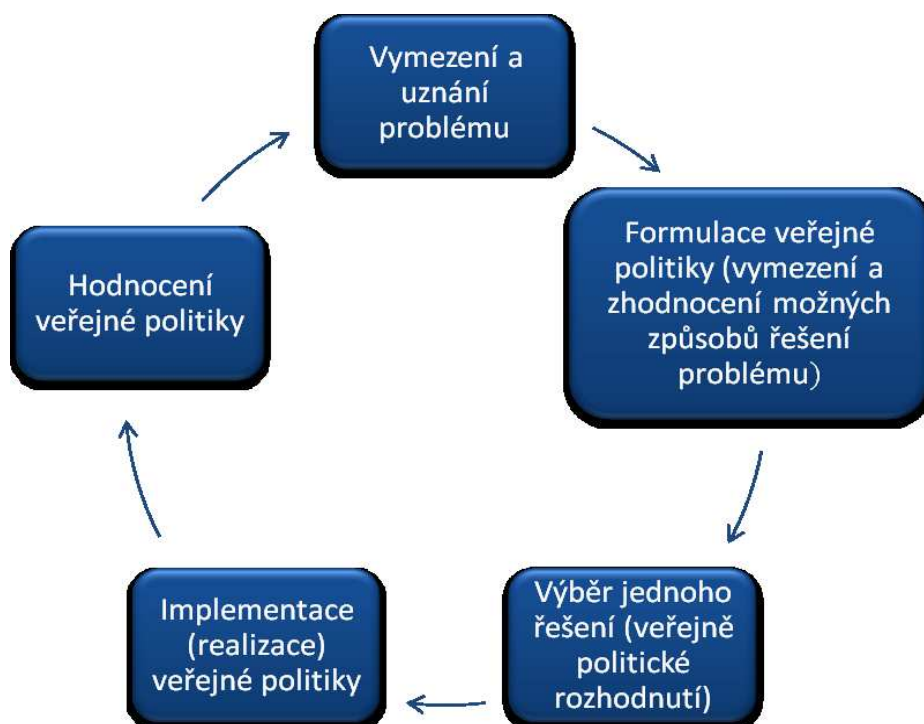 Vymezení a
uznání
problému
Formulace veřejné
politiky (vymezení a
zhodnocení možných
způsobů řešení
problému)
Výběr jednoho
řešení (veřejně
politické
rozhodnutí)
Implementace
(realizace)
veřejné politiky
Hodnocení
veřejné politiky